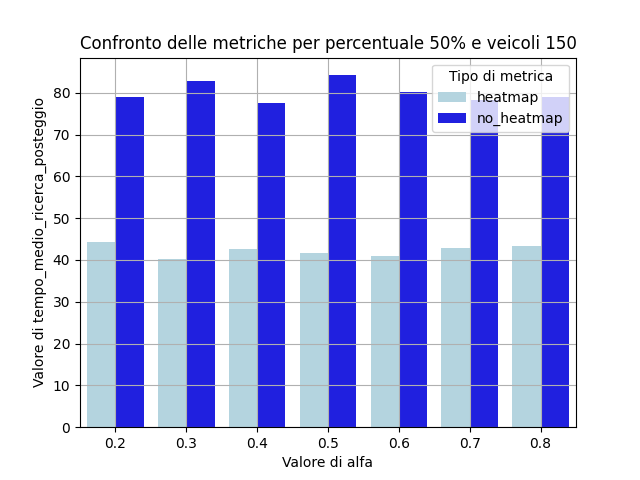 Confronto delle metriche per percentuale 50% e veicoli 150
Tipo di metrica
heatmap
no_heatmap
Valore di tempo_medio_ricerca_posteggio
80
70
60
50
40
30
20
10
0
0.2 0.3 0.4 0.5 0.6 0.7 0.8
Valore di alfa